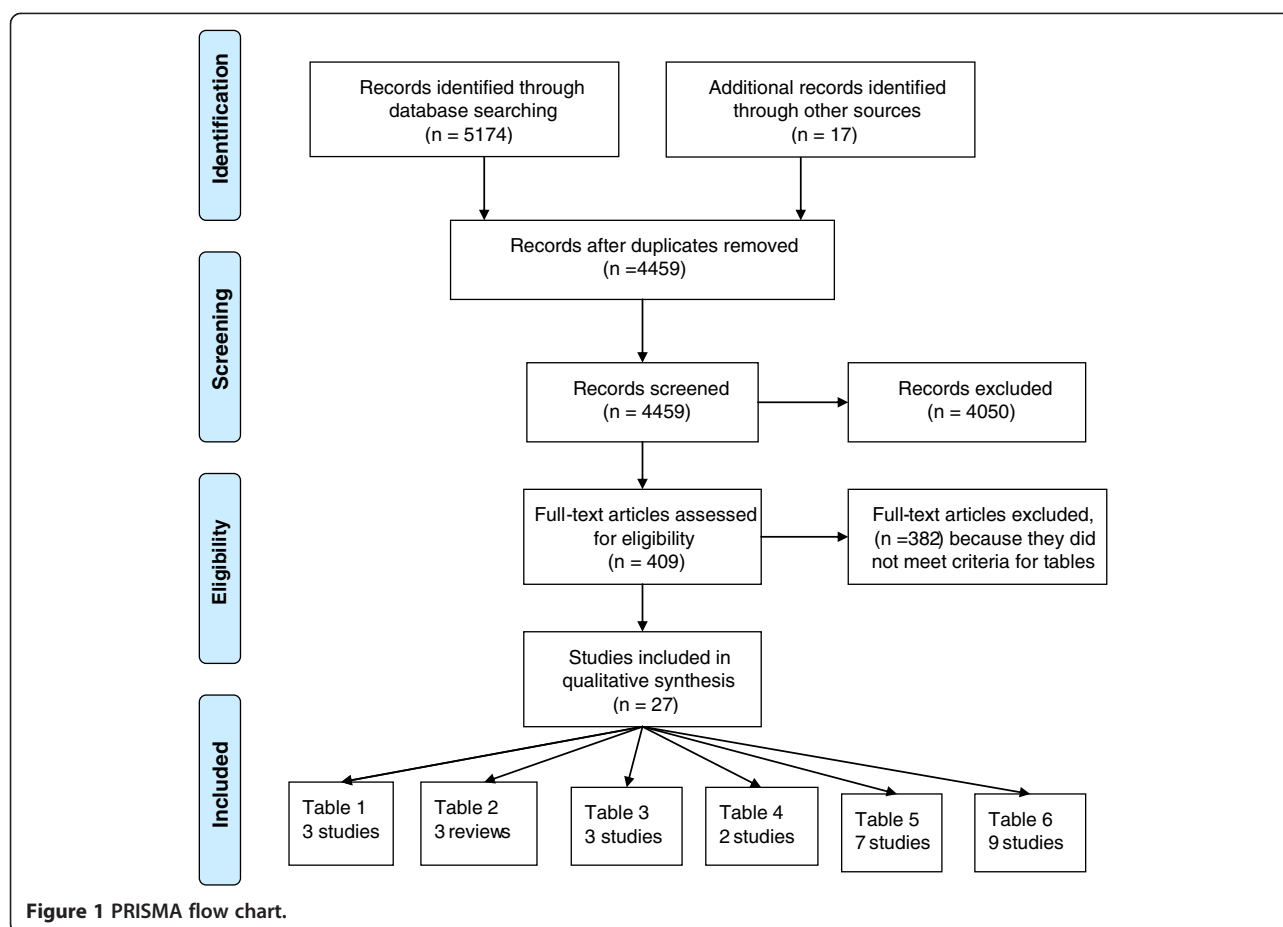 Identification
Records identified through
database searching
(n = 5174)
Additional records identified
through other sources
(n = 17)
Screening
Records after duplicates removed
(n =4459)
Records screened
(n = 4459)
Records excluded
(n = 4050)
Eligibility
Full-text articles assessed
for eligibility
(n = 409)
Full-text articles excluded,
(n =382) because they did
not meet criteria for tables
Included
Studies included in
qualitative synthesis
(n = 27)
Table 1
3 studies
Table 2
3 reviews
Table 3
3 studies
Table 4
2 studies
Table 5
7 studies
Table 6
9 studies
Figure 1 PRISMA flow chart.